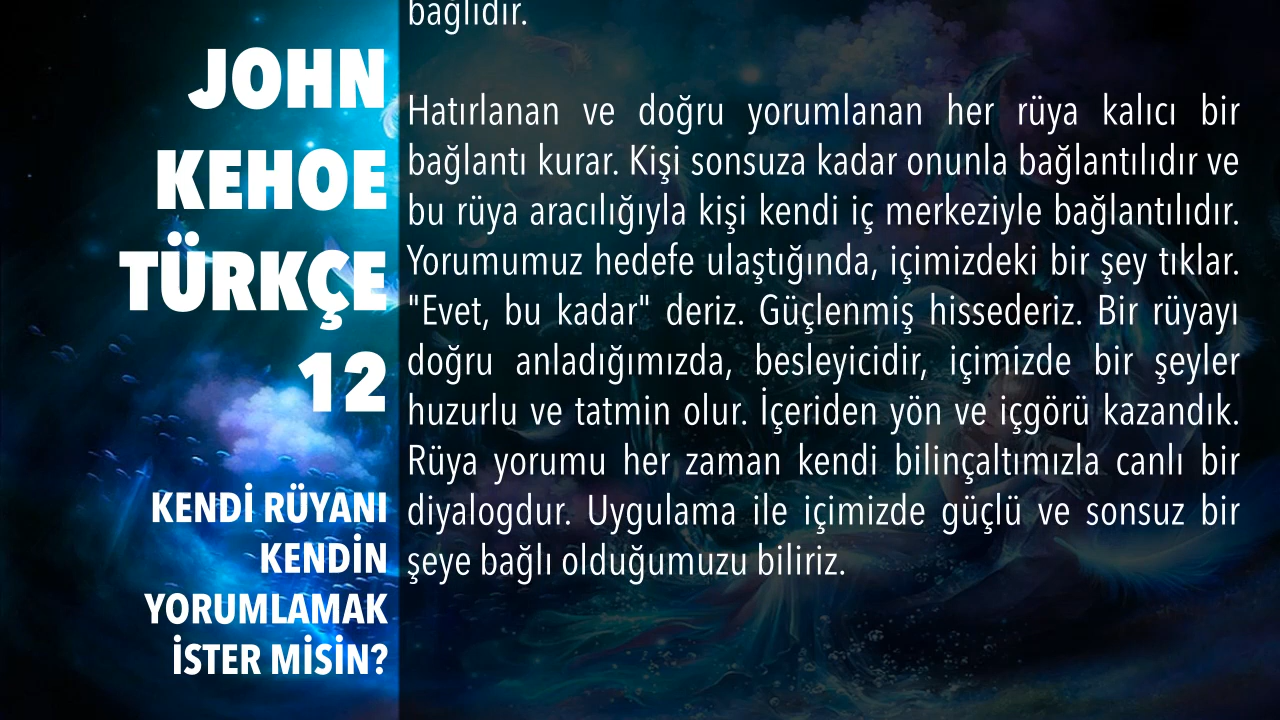 JOHN
KEHOE
TÜRKÇE
12
KENDİ RÜYANI
KENDİN
YORUMLAMAK
İSTER MİSİN?
bağlıdır.
Hatırlanan ve doğru yorumlanan her rüya kalıcı bir
bağlantı kurar. Kişi sonsuza kadar onunla bağlantılıdır ve
bu rüya aracılığıyla kişi kendi iç merkeziyle bağlantılıdır.
Yorumumuz hedefe ulaştığında, içimizdeki bir şey tıklar.
"Evet, bu kadar" deriz. Güçlenmiş hissederiz. Bir rüyayı
doğru anladığımızda, besleyicidir, içimizde bir şeyler
huzurlu ve tatmin olur. İçeriden yön ve içgörü kazandık.
Rüya yorumu her zaman kendi bilinçaltımızla canlı bir
diyalogdur. Uygulama ile içimizde güçlü ve sonsuz bir
şeye bağlı olduğumuzu biliriz.